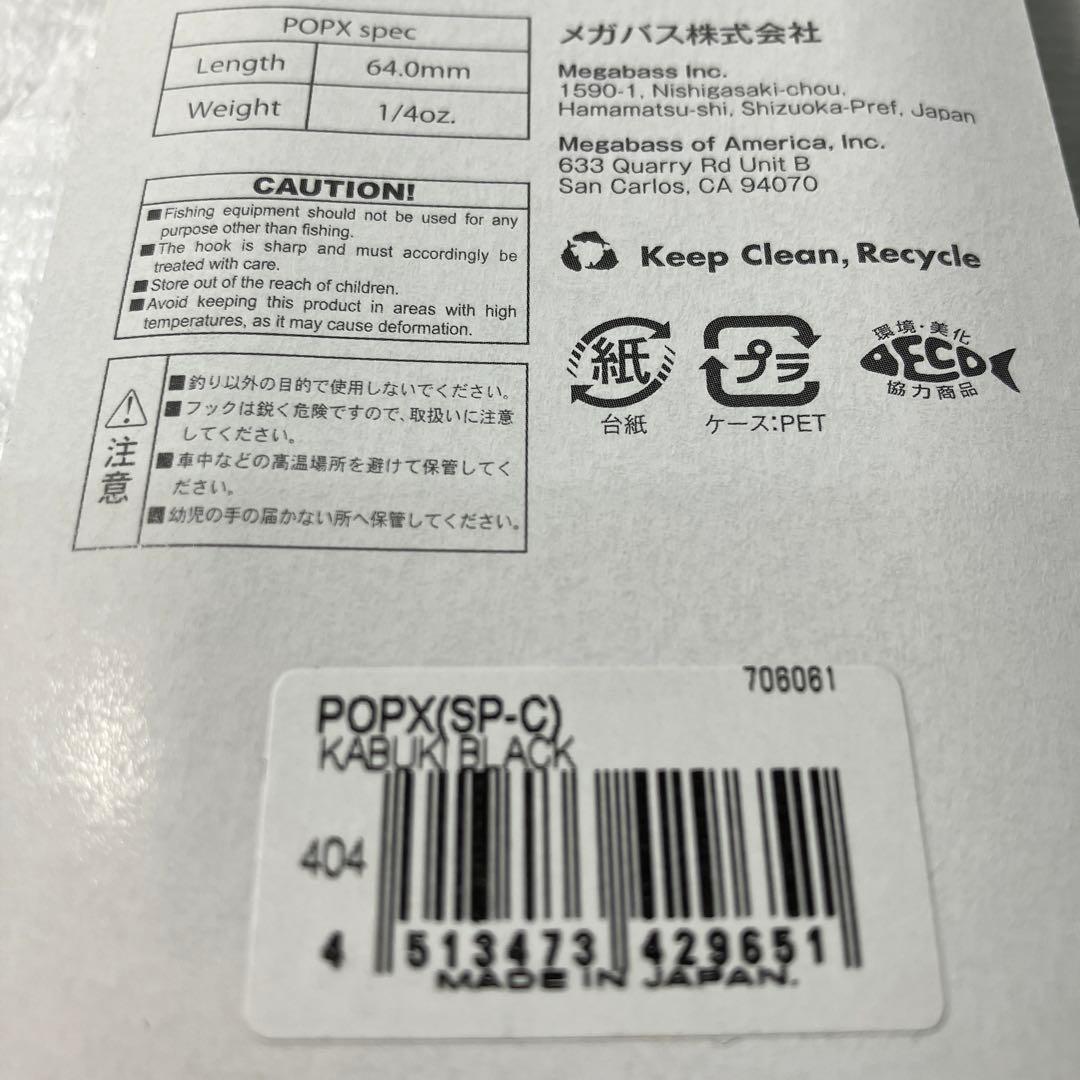 POPX spec
Length 64.0mm
Weight 1/4oz.
CAUTION!
■Fishing equipment should not be used for any
purpose other than fishing.
■The hook is sharp and must accordingly be
treated with care.
■Store out of the reach of children.
■Avoid keeping this product in areas with high
temperatures, as it may cause deformation.
注意
■釣り以外の目的で使用しないでください。
■フックは鋭く危険ですので、取扱いに注意
してください。
■車中などの高温場所を避けて保管してく
ださい。
■幼児の手の届かない所へ保管してください。
メガバス株式会社
Megabass Inc.
1590-1, Nishigasaki-chou,
Hamamatsu-shi, Shizuoka-Pref, Japan
Megabass of America, Inc.
633 Quarry Rd Unit B
San Carlos, CA 94070
Keep Clean, Recycle
紙
台紙
プラ
ケース:PET
環境・美化
ECO
協力商品
706061
POPX(SP-C)
KABUKI BLACK
404
4 513473 429651
MADE IN JAPAN.